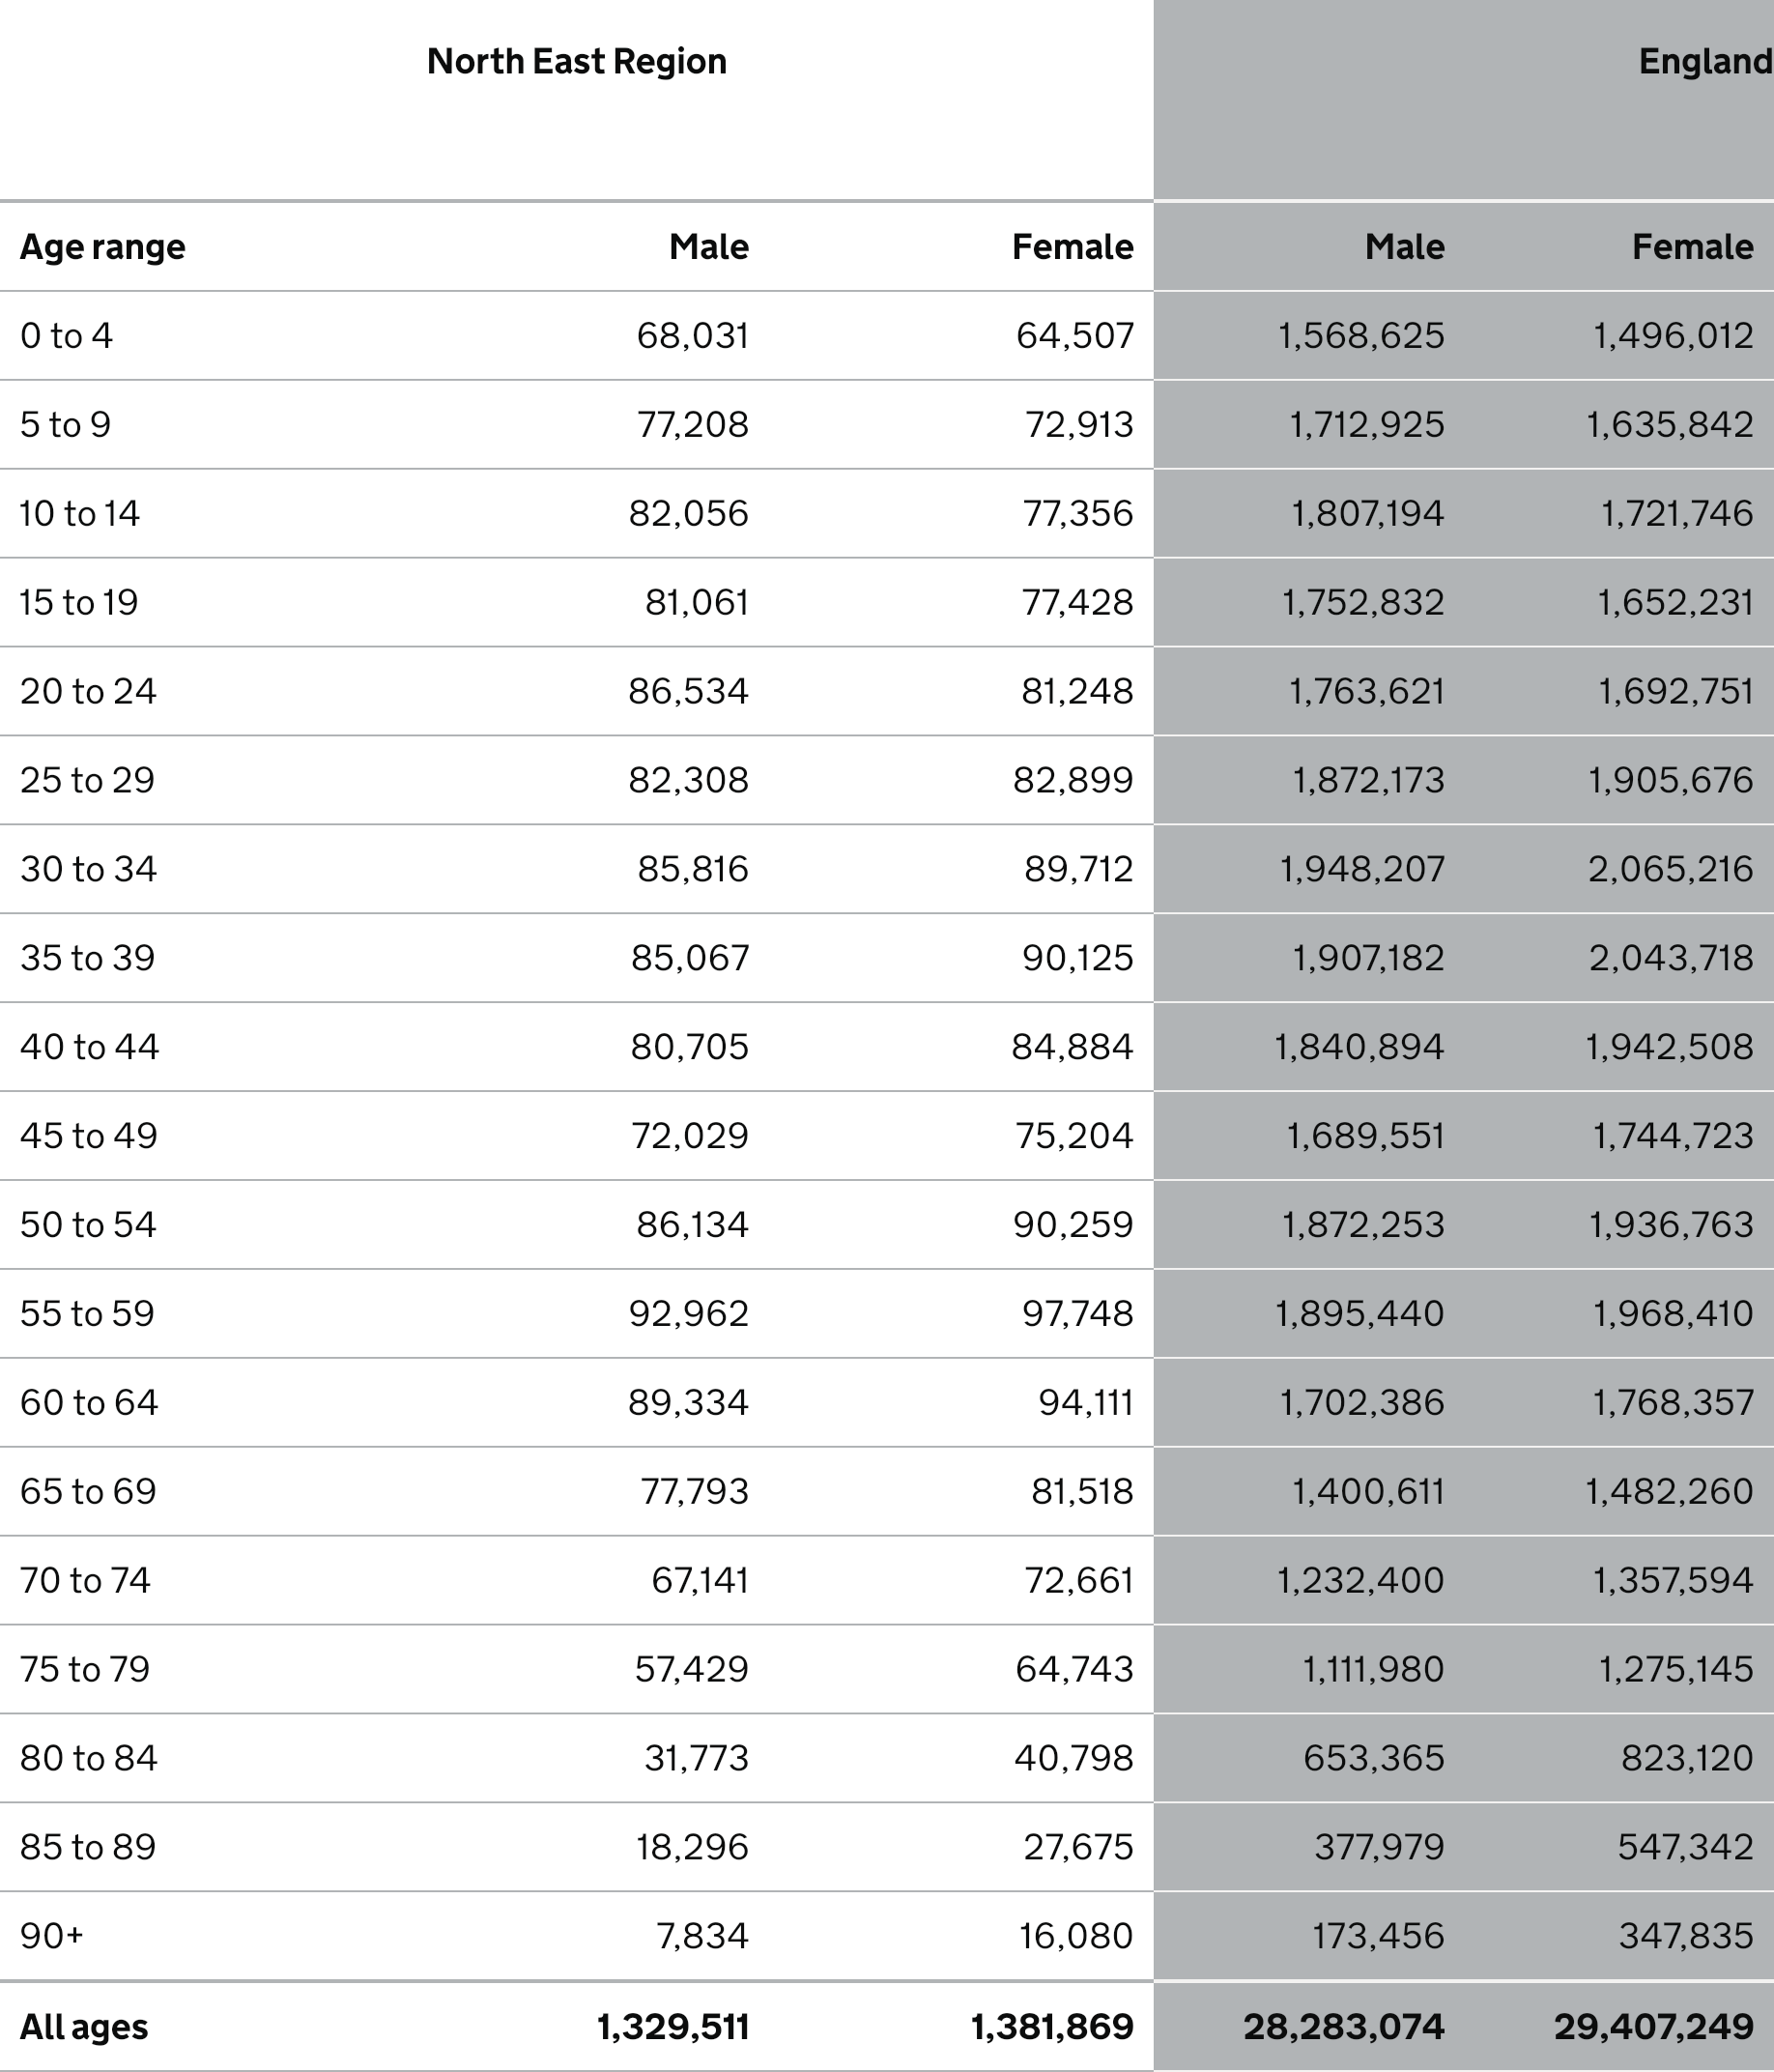 North East Region England
Age range Male Female Male Female
0 to 4 68,031 64,507 1,568,625 1,496,012
5 to 9 77,208 72,913 1,712,925 1,635,842
10 to 14 82,056 77,356 1,807,194 1,721,746
15 to 19 81,061 77,428 1,752,832 1,652,231
20 to 24 86,534 81,248 1,763,621 1,692,751
25 to 29 82,308 82,899 1,872,173 1,905,676
30 to 34 85,816 89,712 1,948,207 2,065,216
35 to 39 85,067 90,125 1,907,182 2,043,718
40 to 44 80,705 84,884 1,840,894 1,942,508
45 to 49 72,029 75,204 1,689,551 1,744,723
50 to 54 86,134 90,259 1,872,253 1,936,763
55 to 59 92,962 97,748 1,895,440 1,968,410
60 to 64 89,334 94,111 1,702,386 1,768,357
65 to 69 77,793 81,518 1,400,611 1,482,260
70 to 74 67,141 72,661 1,232,400 1,357,594
75 to 79 57,429 64,743 1,111,980 1,275,145
80 to 84 31,773 40,798 653,365 823,120
85 to 89 18,296 27,675 377,979 547,342
90+ 7,834 16,080 173,456 347,835
All ages 1,329,511 1,381,869 28,283,074 29,407,249